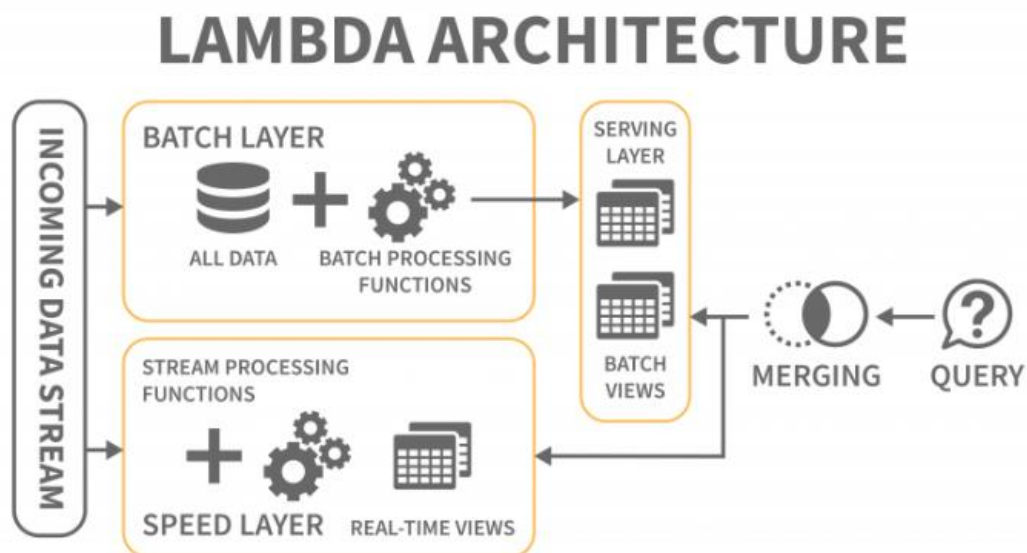 LAMBDA ARCHITECTURE
INCOMING DATA STREAM
BATCH LAYER
ALL DATA
BATCH PROCESSING
FUNCTIONS
SERVING
LAYER
BATCH
VIEWS
STREAM PROCESSING
FUNCTIONS
SPEED LAYER
REAL-TIME VIEWS
MERGING
QUERY